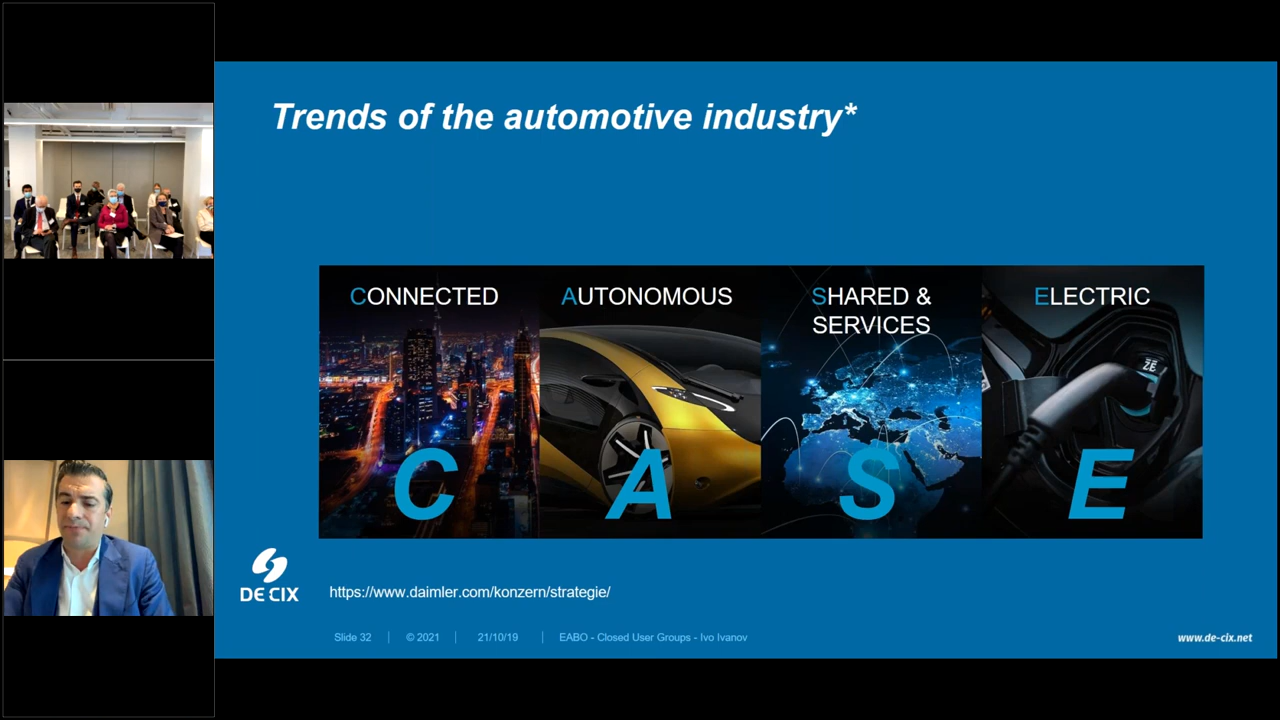 Trends of the automotive industry*
CONNECTED
AUTONOMOUS
SHARED &
SERVICES
ELECTRIC
ZE
C
A
S
E
DE CIX
https://www.daimler.com/konzern/strategie/
Slide 32 | © 2021 | 21/10/19 | EABO - Closed User Groups - Ivo Ivanov
www.de-cix.net